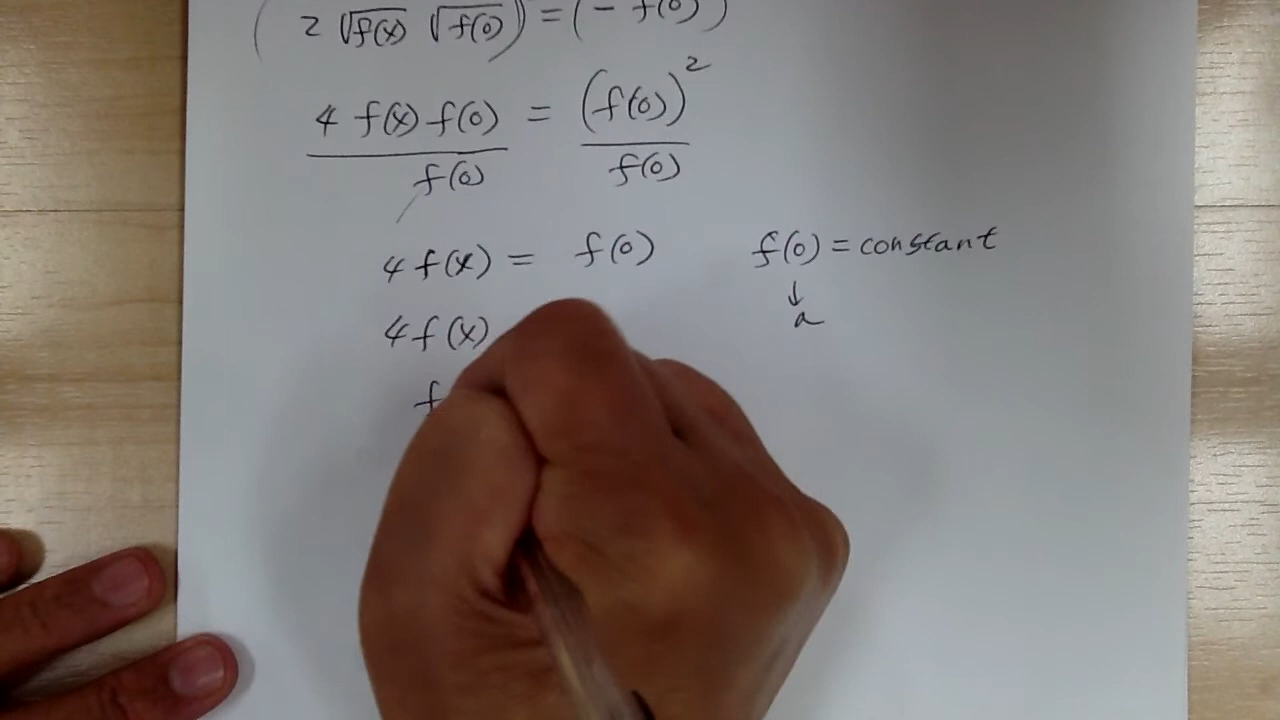 (2 √f(x) √f(0)) = (- f(0))
4 f(x) f(0) / f(0) = (f(0))² / f(0)
4 f(x) = f(0)
f(0) = constant
↓
a
4 f(x)
f